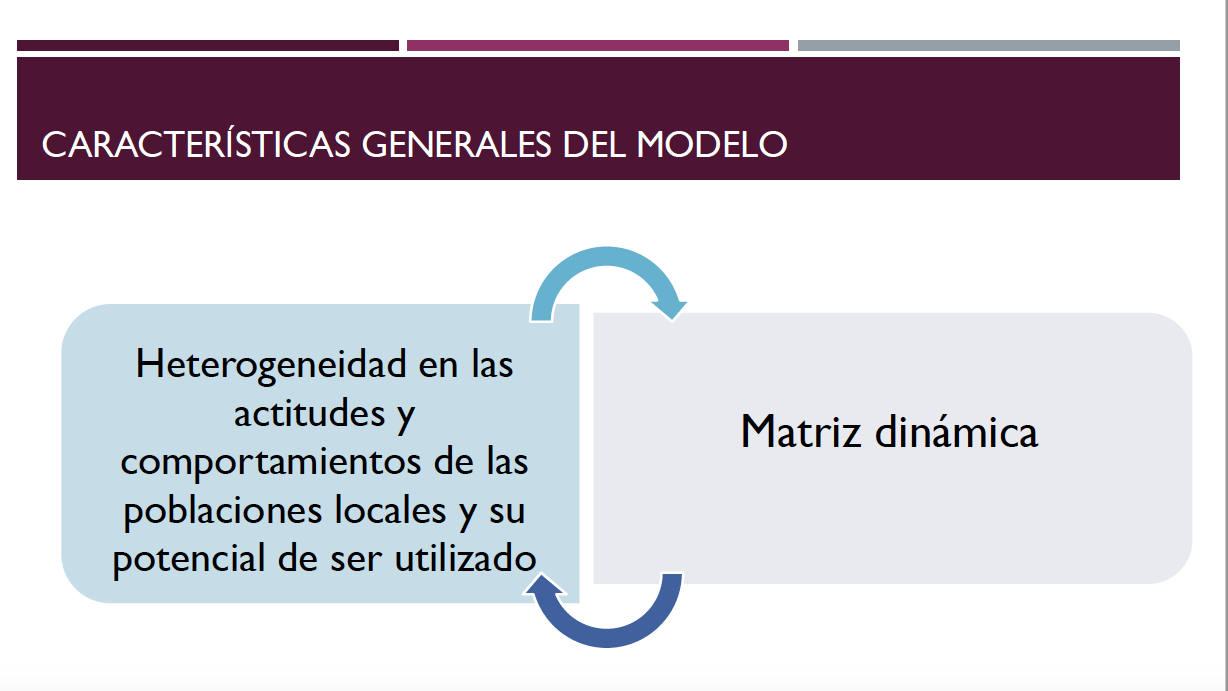 CARACTERÍSTICAS GENERALES DEL MODELO
Heterogeneidad en las
actitudes y
comportamientos de las
poblaciones locales y su
potencial de ser utilizado
Matriz dinámica